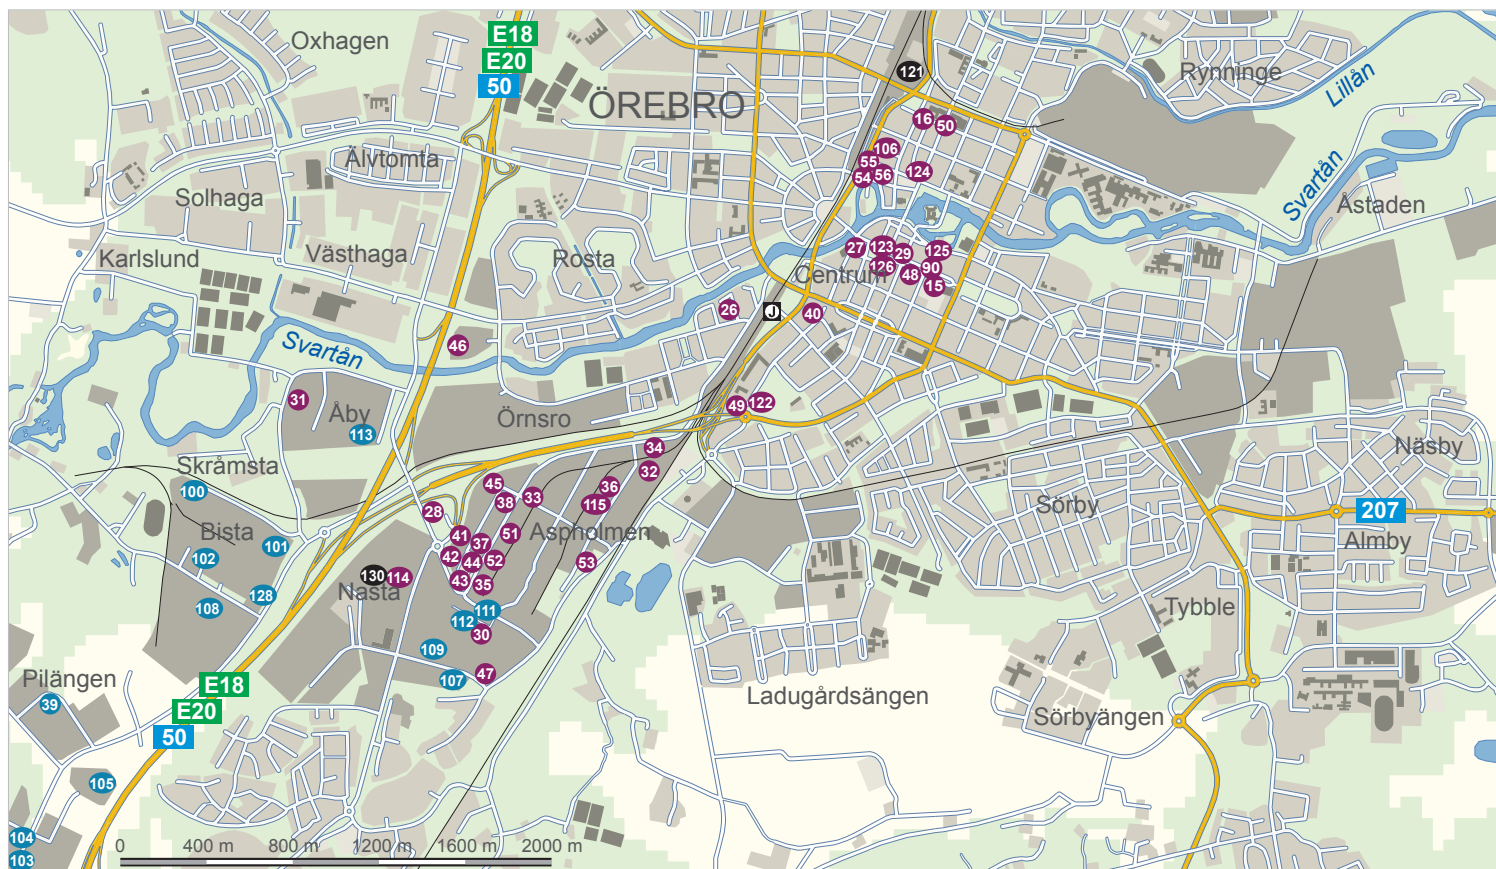 E18
E20
50
Oxhagen
ÖREBRO
121
Rynninge
Lillån
16
50
Älvtomta
106
55
54
56
124
Svartån
Solhaga
Åstaden
Karlslund
Västhaga
Rosta
27
123
29
125
126
Centrum
48
90
15
26
J
40
46
Svartån
31
Åby
113
Örnsro
49
122
Näsby
34
32
Skråmsta
100
45
38
33
36
115
28
Sörby
207
Bista
101
102
41
37
51
Aspholmen
Almby
42
44
52
53
130
114
Nasta
43
35
128
108
111
112
30
Tybble
109
107
47
Pilängen
39
E18
E20
50
Ladugårdsängen
Sörbyängen
105
104
103
0 400 m 800 m 1200 m 1600 m 2000 m